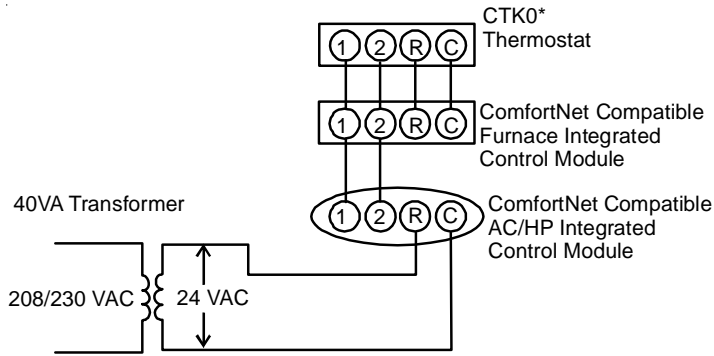 CTK0*
Thermostat
1 2 R C
ComfortNet Compatible
Furnace Integrated
Control Module
1 2 R C
40VA Transformer
ComfortNet Compatible
AC/HP Integrated
Control Module
1 2 R C
208/230 VAC
24 VAC